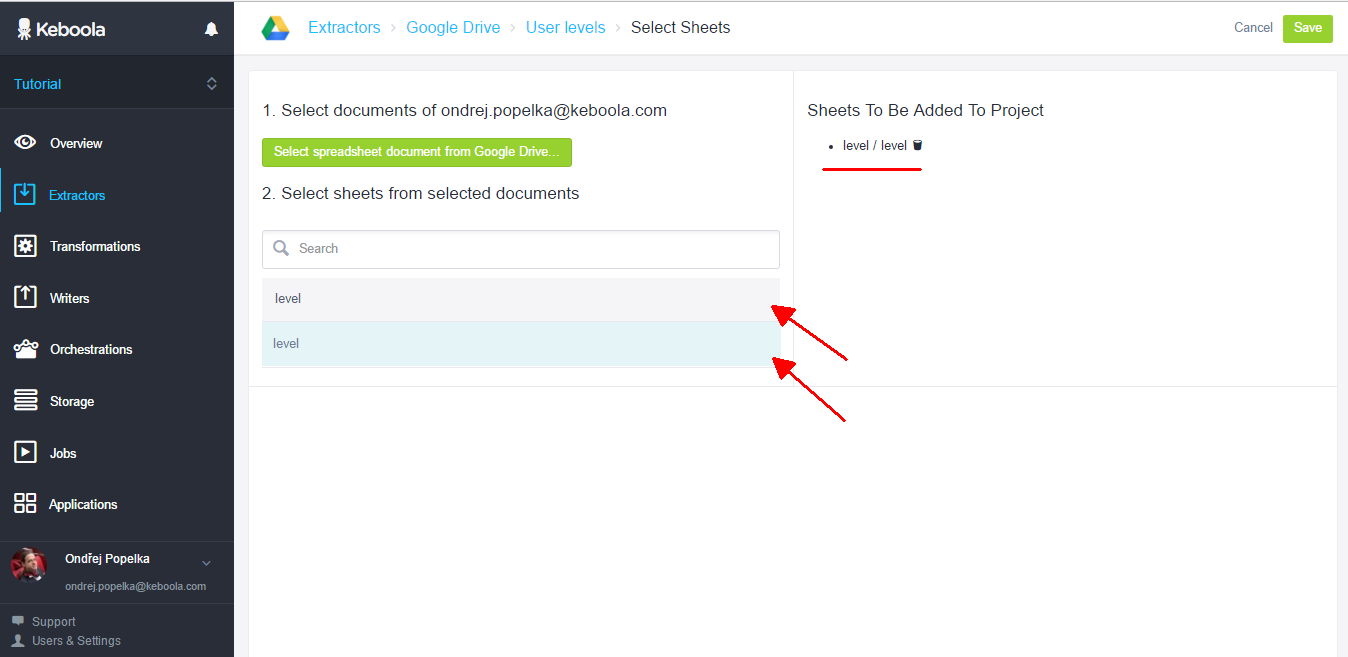 Keboola
Extractors › Google Drive › User levels › Select Sheets
Cancel
Save
Tutorial
Overview
Extractors
Transformations
Writers
Orchestrations
Storage
Jobs
Applications
Ondřej Popelka
ondrej.popelka@keboola.com
Support
Users & Settings
1. Select documents of ondrej.popelka@keboola.com
Select spreadsheet document from Google Drive...
2. Select sheets from selected documents
Search
level
level
Sheets To Be Added To Project
• level / level